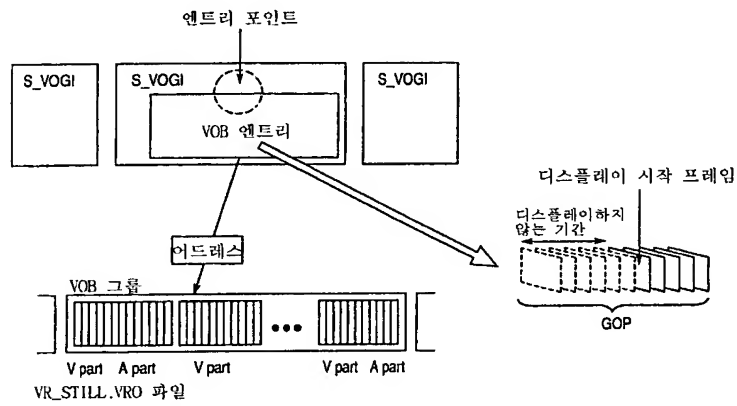 엔트리 포인트
S_VOGI
S_VOGI
S_VOGI
VOB 엔트리
디스플레이 시작 프레임
디스플레이하지
않는 기간
어드레스
GOP
VOB 그룹
V part A part V part V part A part
VR_STILL.VRO 파일